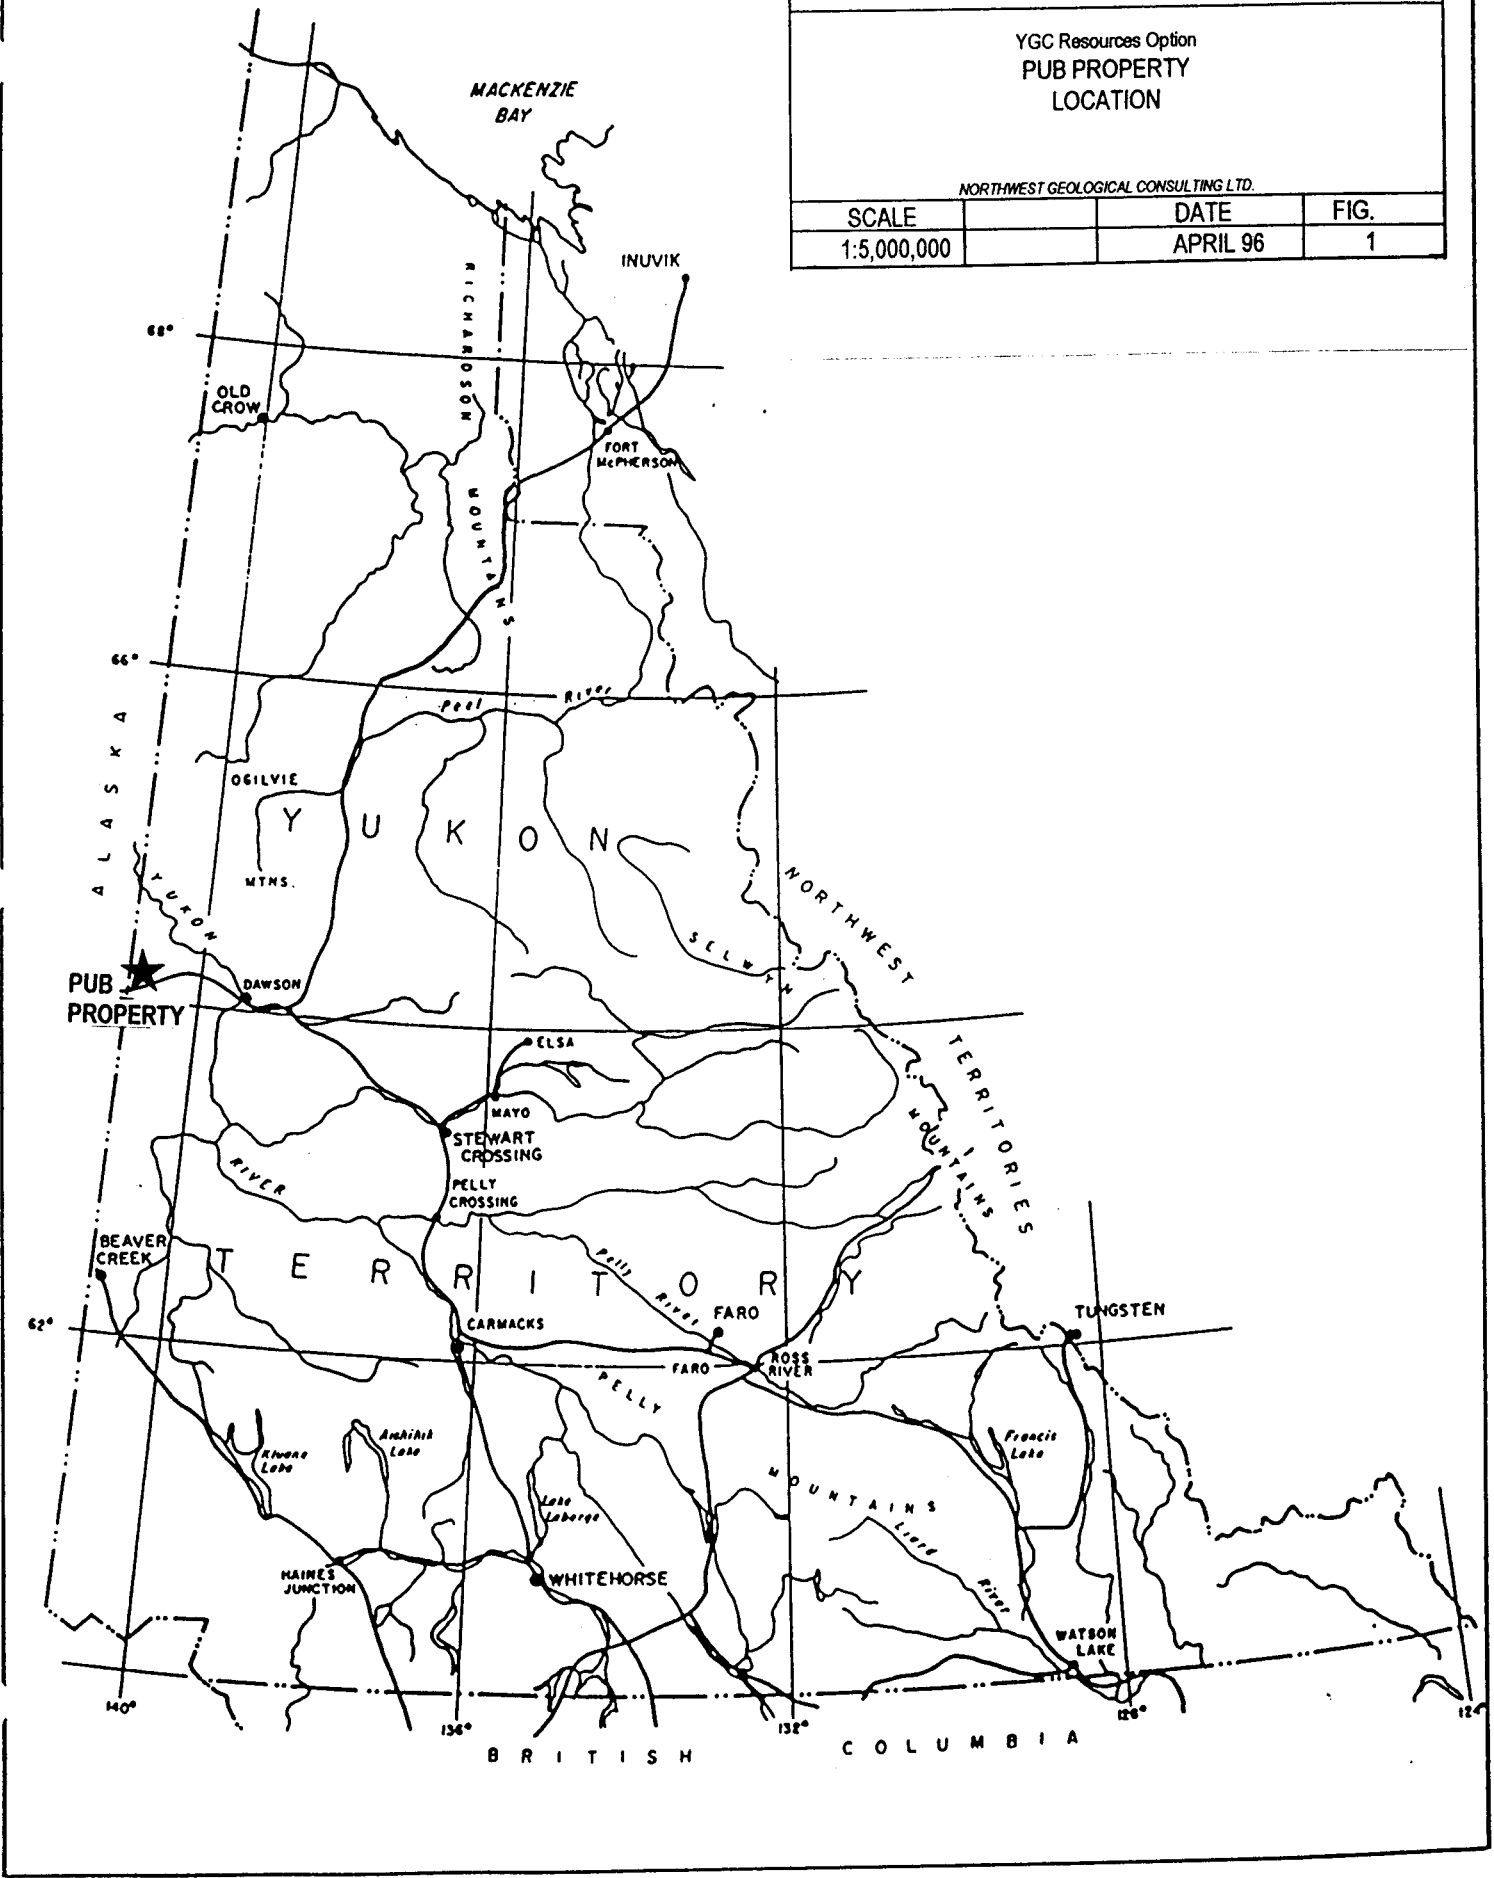 YGC Resources Option
PUB PROPERTY
LOCATION
NORTHWEST GEOLOGICAL CONSULTING LTD.
SCALE
DATE
FIG.
1:5,000,000
APRIL 96
1
MACKENZIE
BAY
INUVIK
RICHARDSON
MOUNTAINS
68°
OLD
CROW
FORT
McPHERSON
66°
Peel River
ALASKA
OGILVIE
MTNS.
YUKON
YUKON
NORTHWEST
SELWYN
PUB
PROPERTY
DAWSON
ELSA
TERRITORIES
MAYO
MOUNTAINS
STEWART
CROSSING
RIVER
PELLY
CROSSING
BEAVER
CREEK
TERRITORY
Pelly
River
62°
CARMACKS
FARO
TUNGSTEN
FARO
ROSS
RIVER
PELLY
Kluane
Lake
Aishihik
Lake
Francis
Lake
MOUNTAINS
Lake
Laberge
Liard
River
HAINES
JUNCTION
WHITEHORSE
WATSON
LAKE
140°
136°
132°
128°
124°
BRITISH
COLUMBIA